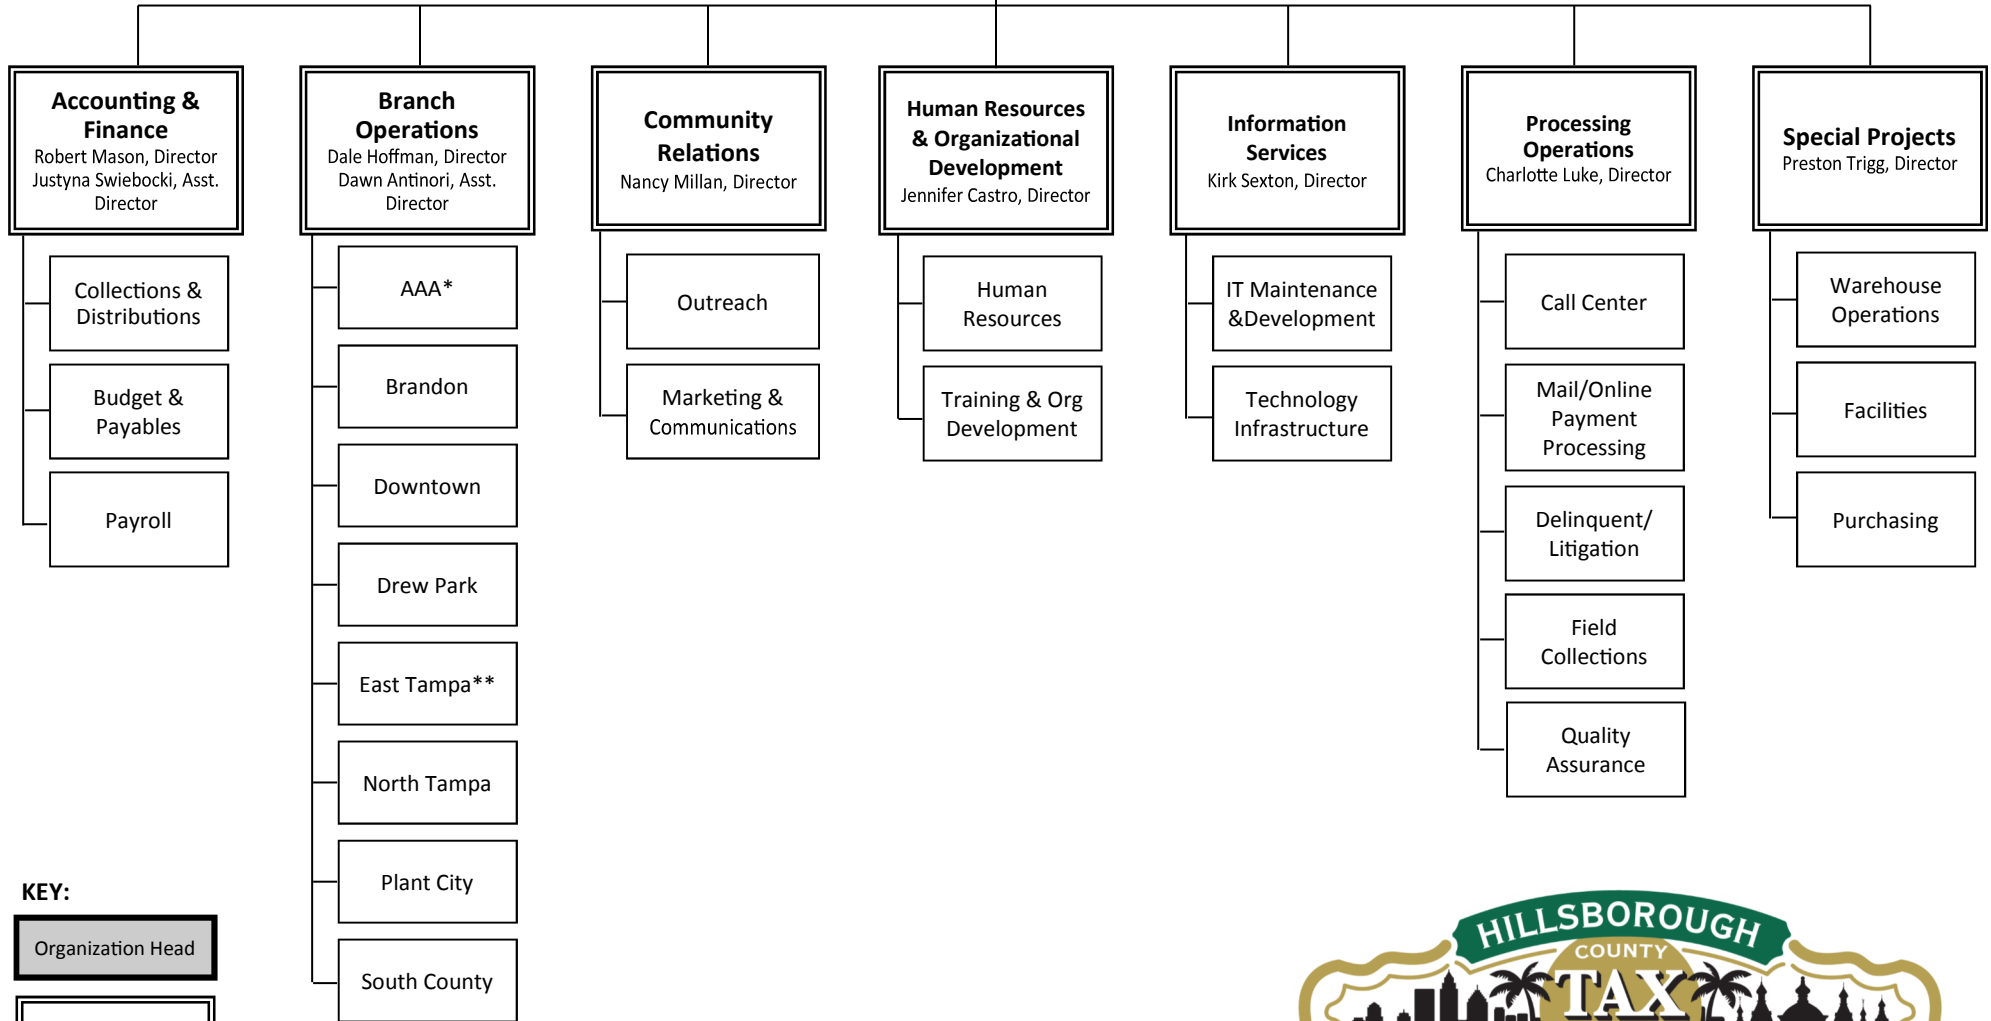 Accounting &
Finance
Robert Mason, Director
Justyna Swiebocki, Asst.
Director
Collections &
Distributions
Budget &
Payables
Payroll
Branch
Operations
Dale Hoffman, Director
Dawn Antinori, Asst.
Director
AAA*
Brandon
Downtown
Drew Park
East Tampa**
North Tampa
Plant City
South County
Community
Relations
Nancy Millan, Director
Outreach
Marketing &
Communications
Human Resources
& Organizational
Development
Jennifer Castro, Director
Human
Resources
Training & Org
Development
Information
Services
Kirk Sexton, Director
IT Maintenance
&Development
Technology
Infrastructure
Processing
Operations
Charlotte Luke, Director
Call Center
Mail/Online
Payment
Processing
Delinquent/
Litigation
Field
Collections
Quality
Assurance
Special Projects
Preston Trigg, Director
Warehouse
Operations
Facilities
Purchasing
KEY:
Organization Head
HILLSBOROUGH
COUNTY
TAX